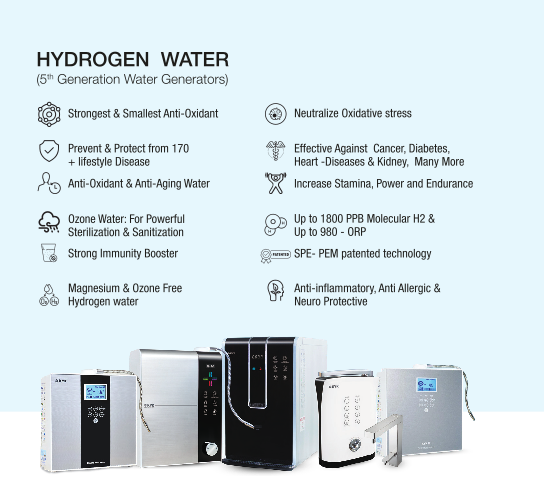 HYDROGEN WATER
(5th Generation Water Generators)
Strongest & Smallest Anti-Oxidant
Neutralize Oxidative stress
Prevent & Protect from 170
+ lifestyle Disease
Effective Against Cancer, Diabetes,
Heart -Diseases & Kidney, Many More
Anti-Oxidant & Anti-Aging Water
Increase Stamina, Power and Endurance
Ozone Water: For Powerful
Sterilization & Sanitization
Up to 1800 PPB Molecular H2 &
Up to 980 - ORP
Strong Immunity Booster
PATENTED
SPE- PEM patented technology
Magnesium & Ozone Free
Hydrogen water
Anti-inflammatory, Anti Allergic &
Neuro Protective